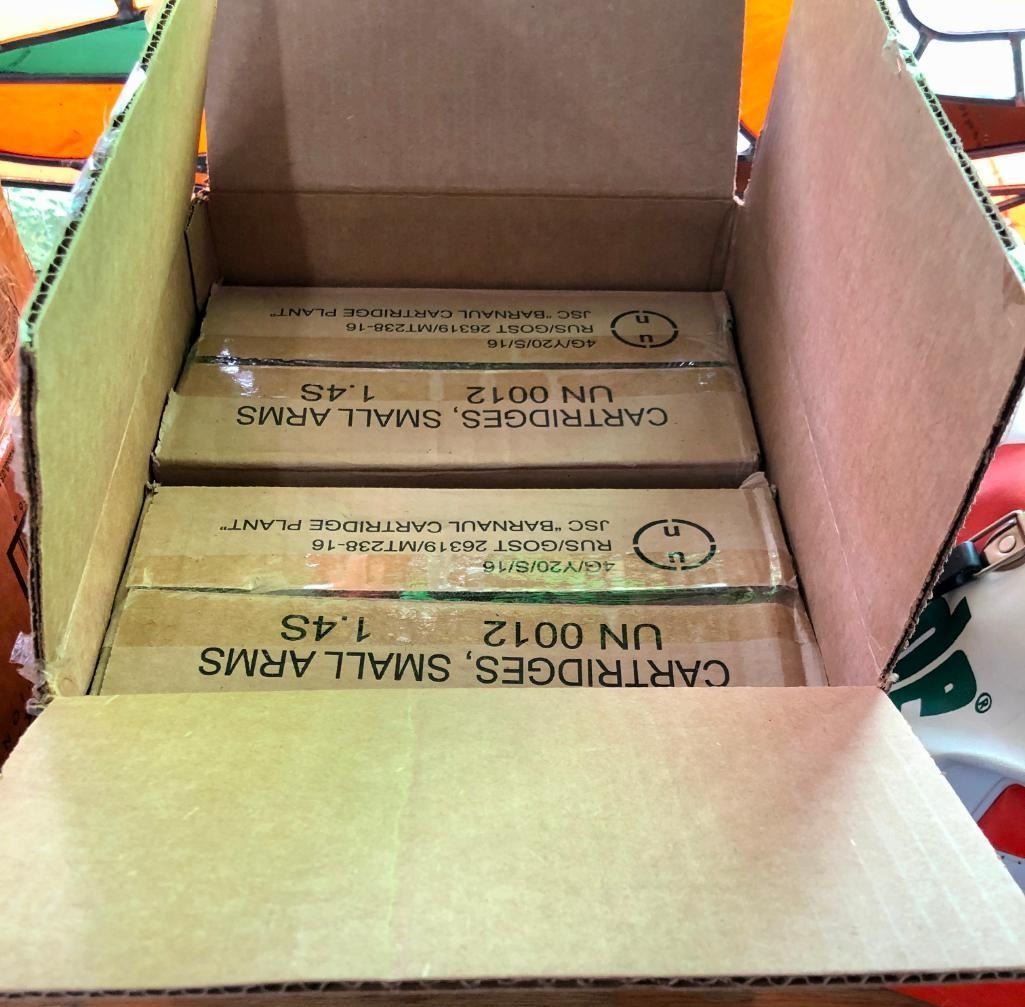 CARTRIDGES, SMALL ARMS
UN 0012 1.4S
u
n
4G/Y20/S/16
RUS/GOST 26319/MT238-16
JSC "BARNAUL CARTRIDGE PLANT"
CARTRIDGES, SMALL ARMS
UN 0012 1.4S
u
n
4G/Y20/S/16
RUS/GOST 26319/MT238-16
JSC "BARNAUL CARTRIDGE PLANT"